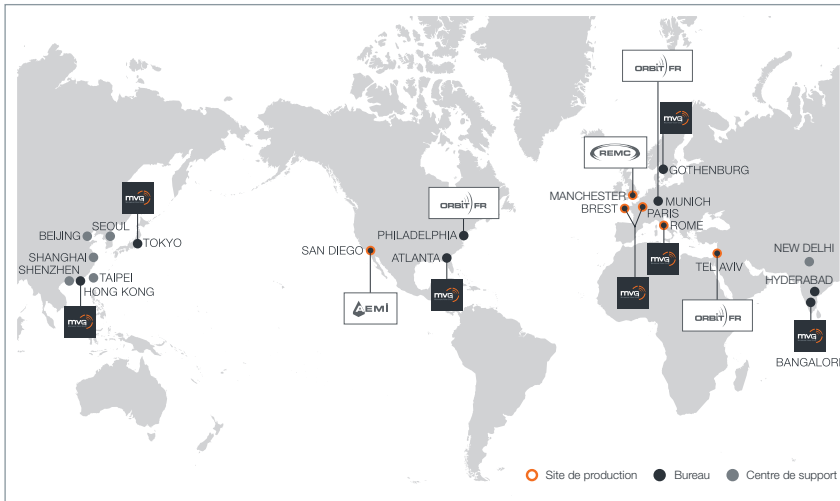 ORBIT/FR
mvg
GOTHENBURG
REMC
MANCHESTER
MUNICH
BREST
PARIS
ROME
mvg
mvg
TEL AVIV
ORBIT/FR
NEW DELHI
HYDERABAD
mvg
BANGALORE
mvg
BEIJING
SEOUL
TOKYO
SHANGHAI
SHENZHEN
TAIPEI
HONG KONG
mvg
ORBIT/FR
PHILADELPHIA
SAN DIEGO
ATLANTA
AEMI
mvg
Site de production
Bureau
Centre de support